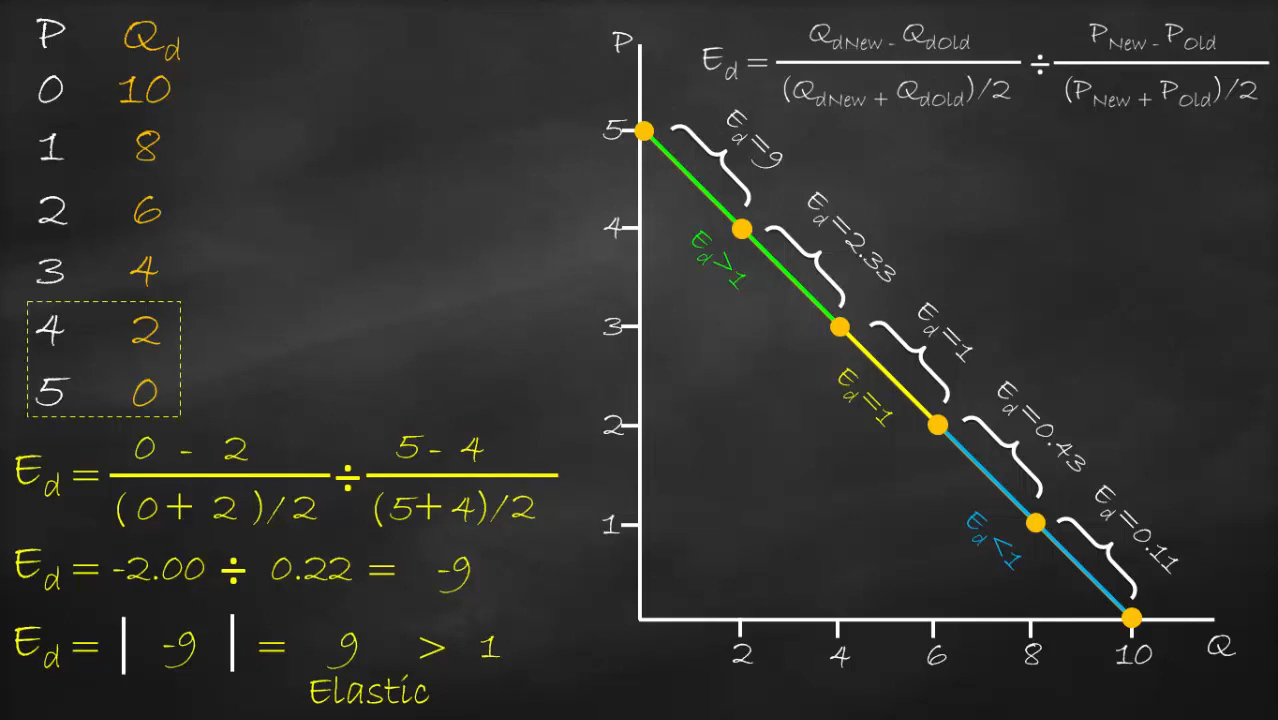 P Qd
0 10
1 8
2 6
3 4
4 2
5 0
Ed = 0 - 2 ÷ 5 - 4
(0 + 2)/2 (5 + 4)/2
Ed = -2.00 ÷ 0.22 = -9
Ed = | -9 | = 9 > 1
Elastic
Ed = QdNew - QdOld ÷ PNew - POld
(QdNew + QdOld)/2 (PNew + POld)/2
P
5
4
3
2
1
Ed=9
Ed=2.33
Ed=1
Ed=0.43
Ed=0.11
Ed>1
Ed=1
Ed<1
2 4 6 8 10 Q